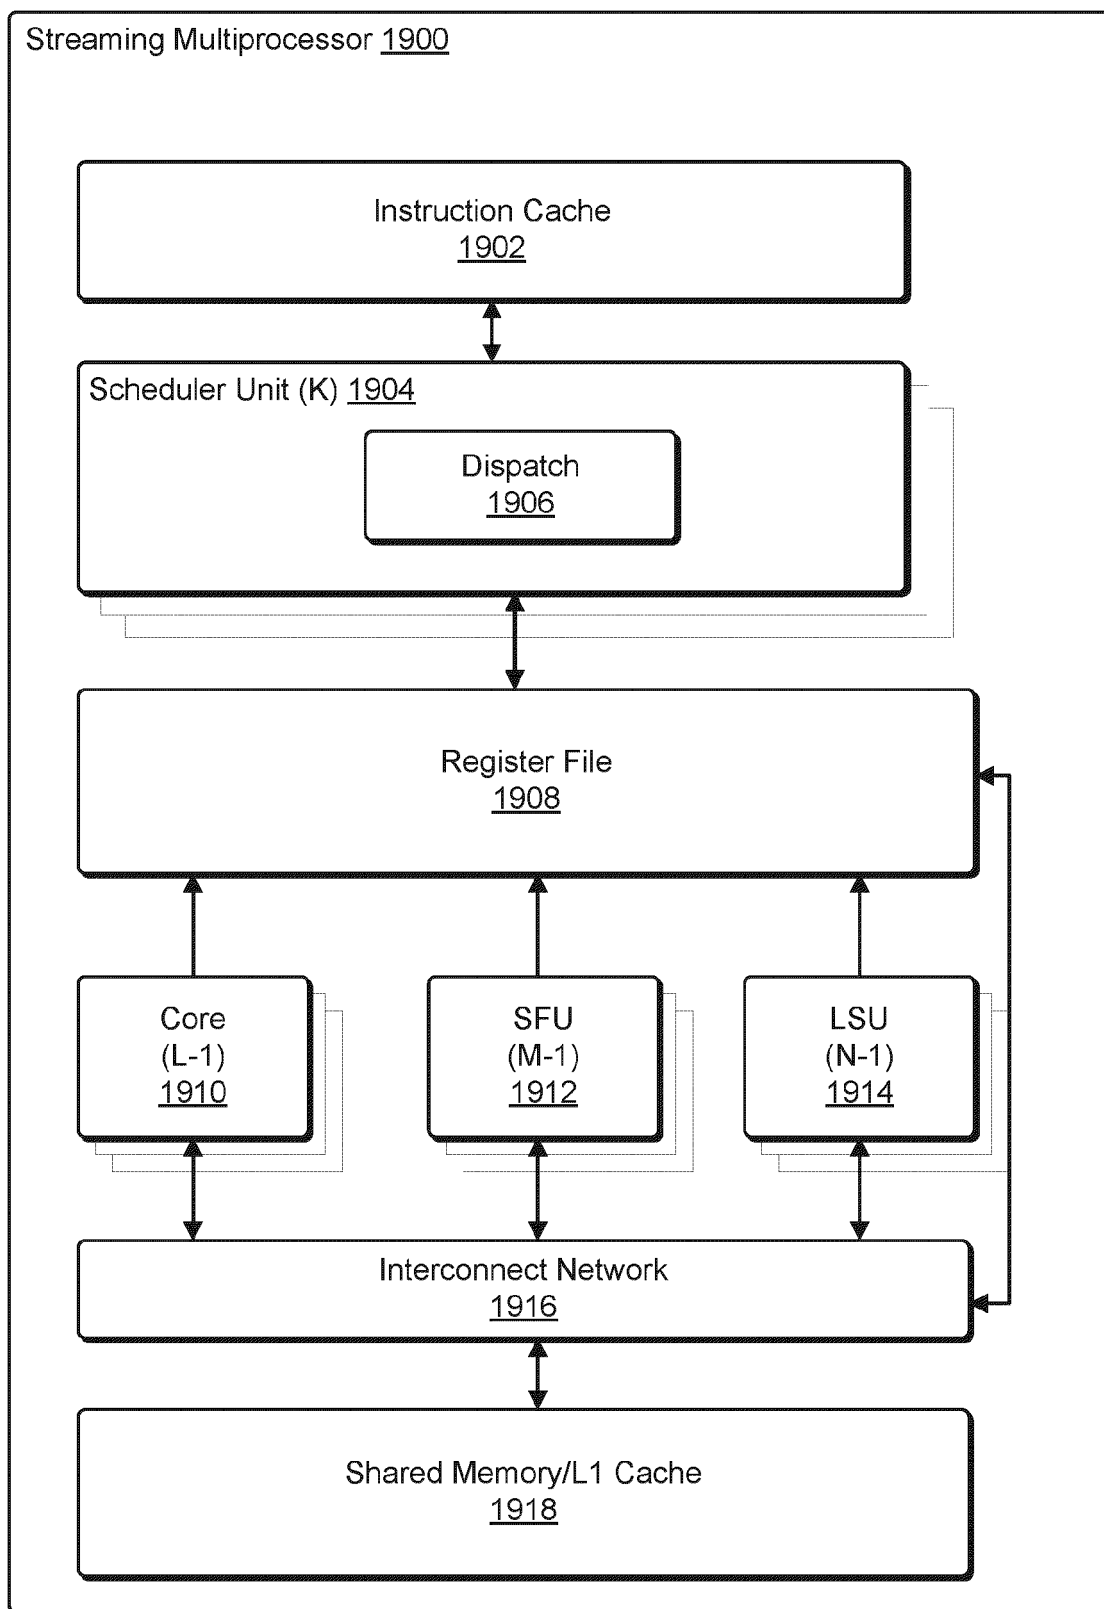 Streaming Multiprocessor 1900
Instruction Cache
1902
Scheduler Unit (K) 1904
Dispatch
1906
Register File
1908
Core
(L-1)
1910
SFU
(M-1)
1912
LSU
(N-1)
1914
Interconnect Network
1916
Shared Memory/L1 Cache
1918